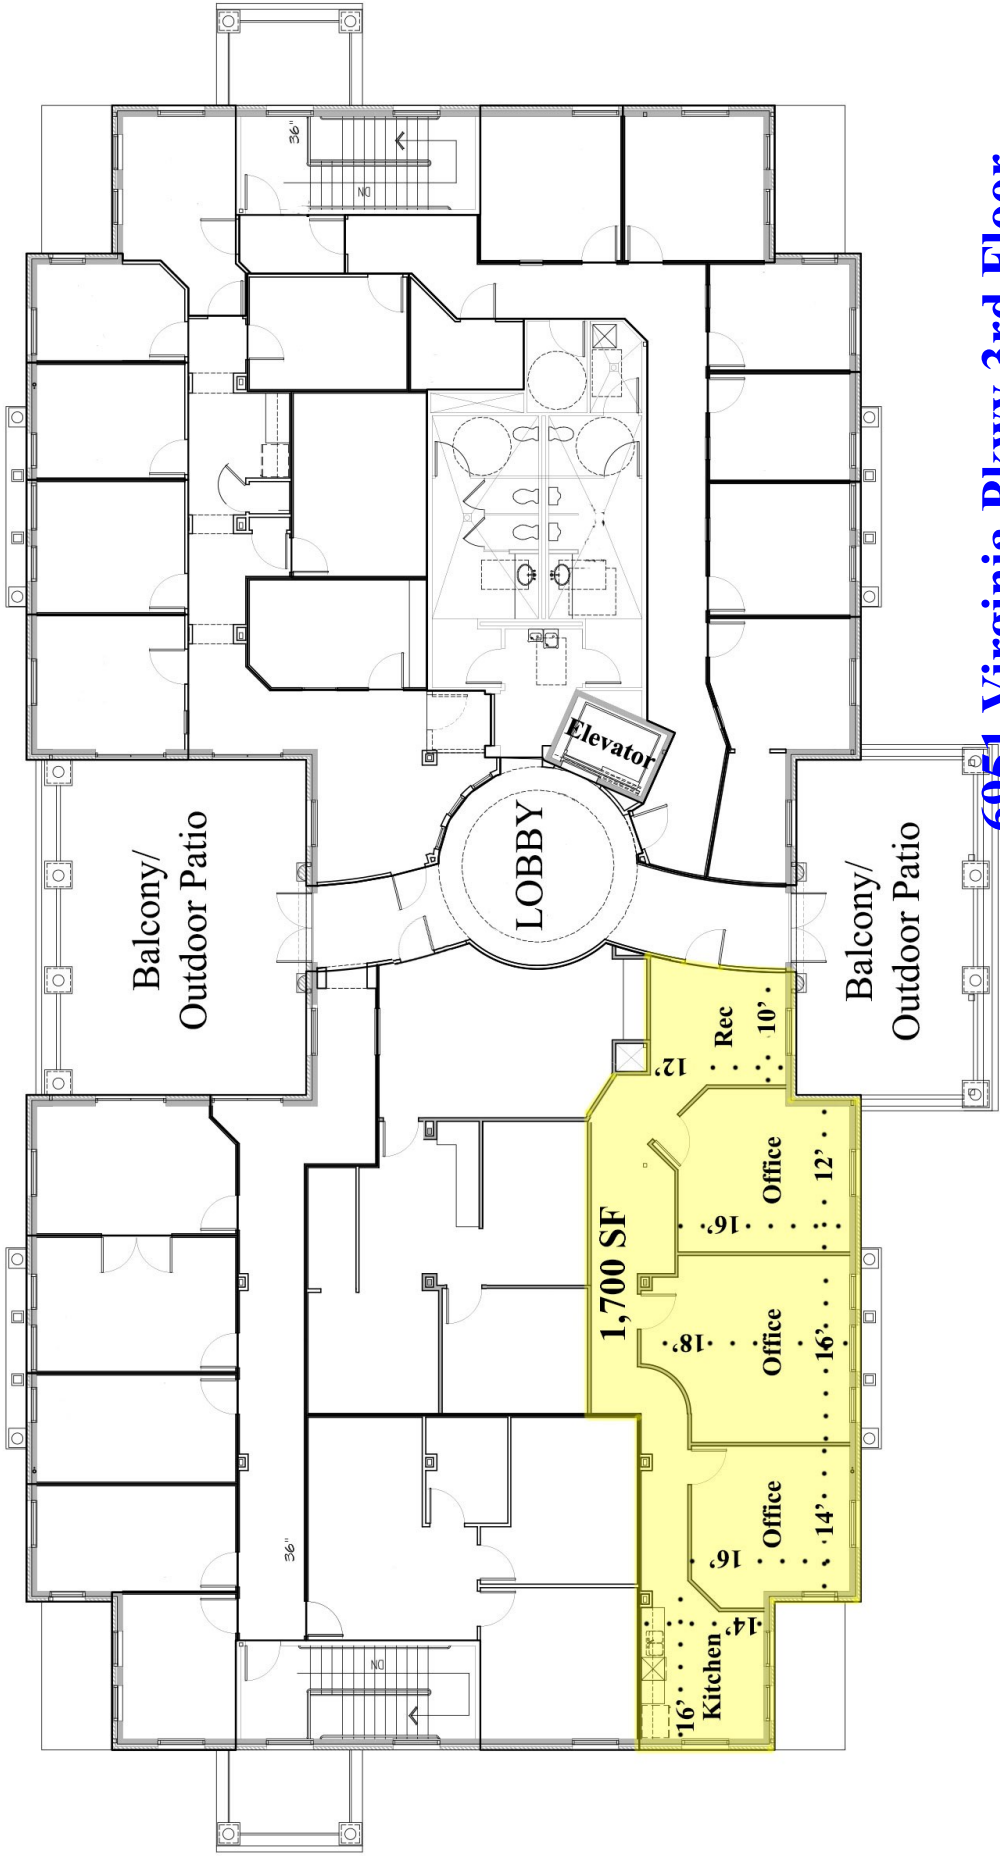 36"
DN
Balcony/
Outdoor Patio
36"
DN
LOBBY
Elevator
1,700 SF
16'
Kitchen
14'
16'
Office
14'
18'
Office
16'
16'
Office
12'
12'
Rec
10'
Balcony/
Outdoor Patio
6951 Virginia Pkwy 3rd Floor